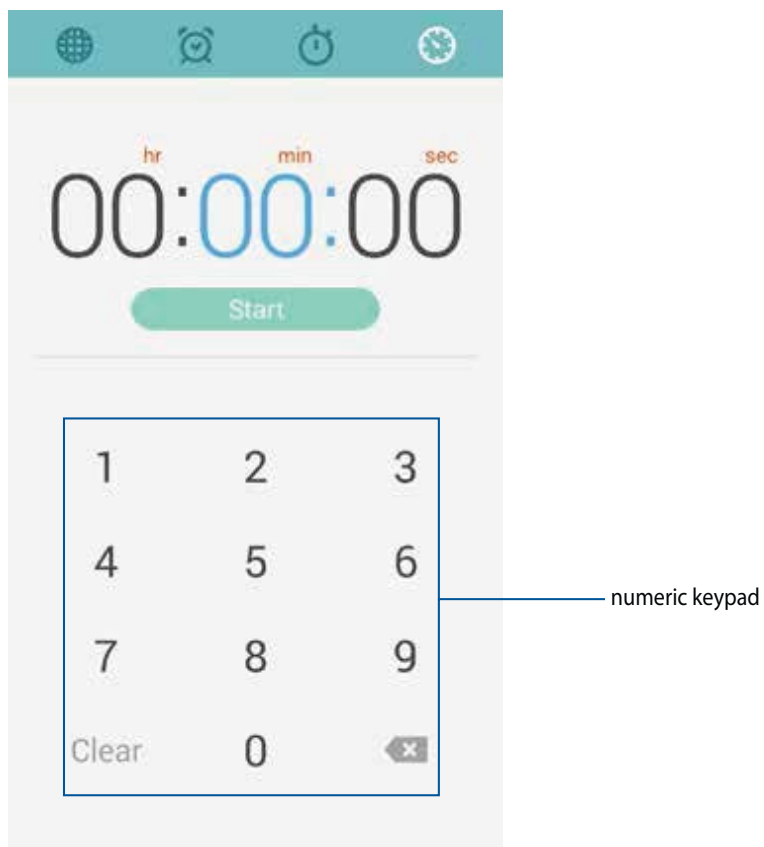 hr min sec
00:00:00
Start
1 2 3
4 5 6
numeric keypad
7 8 9
Clear 0